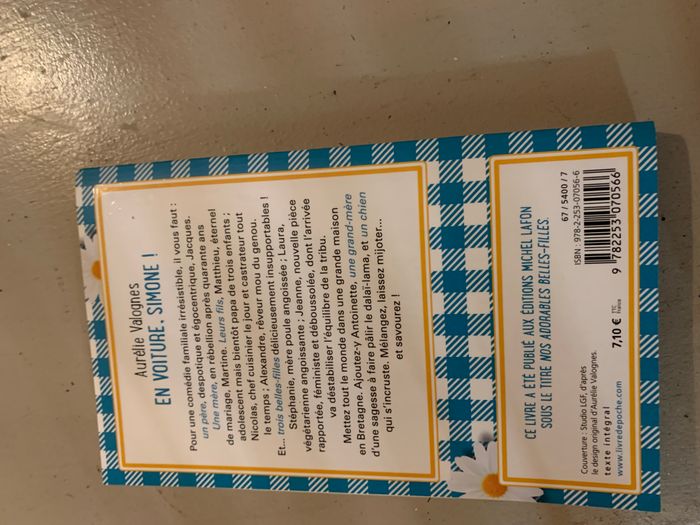 Aurélie Valognes
EN VOITURE, SIMONE !
Pour une comédie familiale irrésistible, il vous faut :
un père, despotique et égocentrique, Jacques.
Une mère, en rébellion après quarante ans
de mariage, Martine. Leurs fils, Matthieu, éternel
adolescent mais bientôt papa de trois enfants ;
Nicolas, chef cuisinier le jour et castrateur tout
le temps ; Alexandre, rêveur mou du genou.
Et... trois belles-filles délicieusement insupportables !
Stéphanie, mère poule angoissée ; Laura,
végétarienne angoissante ; Jeanne, nouvelle pièce
rapportée, féministe et déboussolée, dont l'arrivée
va déstabiliser l'équilibre de la tribu.
Mettez tout le monde dans une grande maison
en Bretagne. Ajoutez-y Antoinette, une grand-mère
d'une sagesse à faire pâlir le dalaï-lama, et un chien
qui s'incruste. Mélangez, laissez mijoter...
et savourez !
CE LIVRE A ÉTÉ PUBLIÉ AUX ÉDITIONS MICHEL LAFON
SOUS LE TITRE NOS ADORABLES BELLES-FILLES.
Couverture : Studio LGF, d'après
le design original d'Aurélie Valognes.
texte intégral
www.livredepoche.com
7,10 € TTC
France
67 / 5400 / 7
ISBN : 978-2-253-07056-6
9 782253 070566